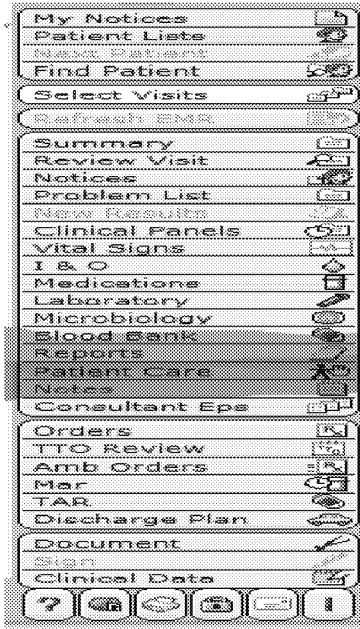 My Notices
Patient Lists
Next Patient
Find Patient
Select Visits
Refresh EMR
Summary
Review Visit
Notices
Problem List
New Results
Clinical Panels
Vital Signs
I & O
Medications
Laboratory
Microbiology
Blood Bank
Reports
Patient Care
Notes
Consultant Eps
Orders
TTO Review
Amb Orders
Mar
TAR
Discharge Plan
Document
Sign
Clinical Data
?